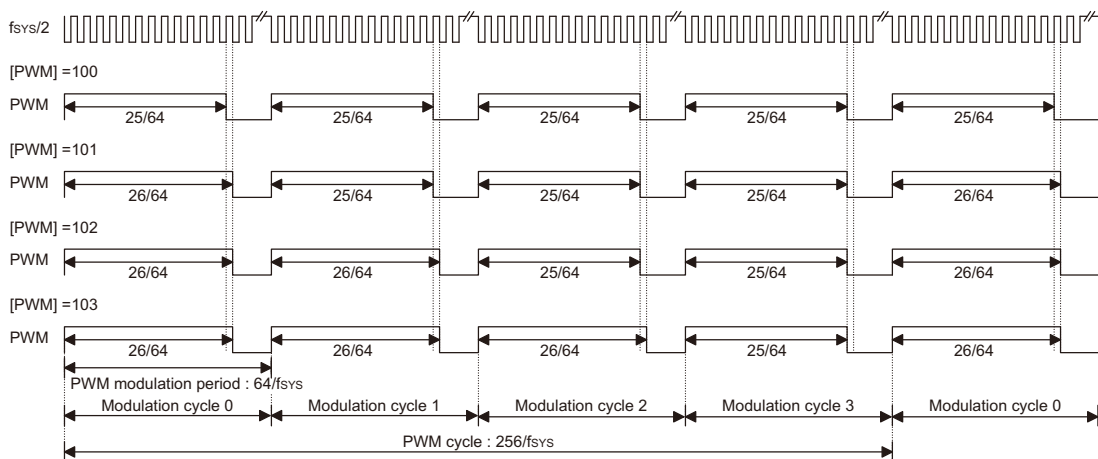 fSYS/2
[PWM] =100
PWM
25/64 25/64 25/64 25/64 25/64
[PWM] =101
PWM
26/64 25/64 25/64 25/64 26/64
[PWM] =102
PWM
26/64 26/64 25/64 25/64 26/64
[PWM] =103
PWM
26/64 26/64 26/64 25/64 26/64
PWM modulation period : 64/fSYS
Modulation cycle 0 Modulation cycle 1 Modulation cycle 2 Modulation cycle 3 Modulation cycle 0
PWM cycle : 256/fSYS